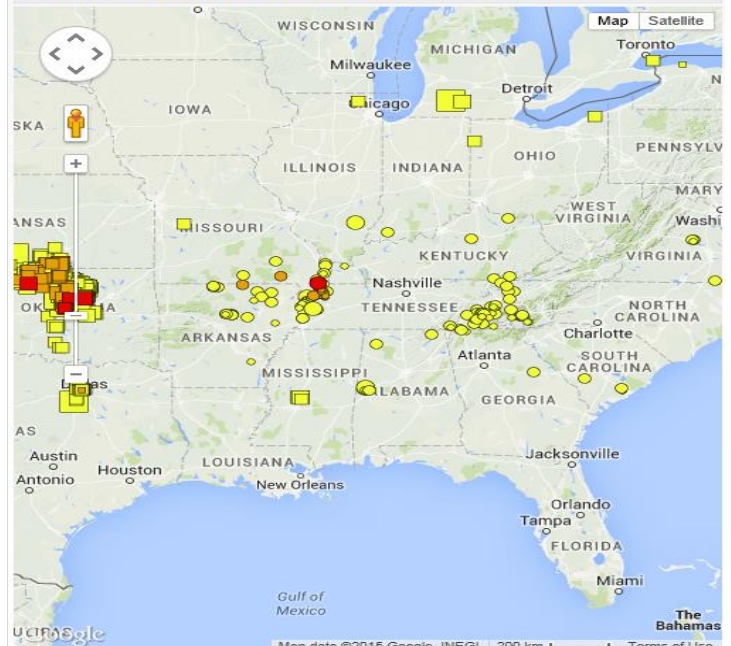 WISCONSIN
Map Satellite
MICHIGAN
Toronto
Milwaukee
Detroit
Chicago
IOWA
SKA
N
ILLINOIS
INDIANA
OHIO
PENNSYLV
MARY
WEST
VIRGINIA
Washi
ANSAS
MISSOURI
KENTUCKY
VIRGINIA
Nashville
TENNESSEE
NORTH
CAROLINA
OK
A
ARKANSAS
Charlotte
Atlanta
SOUTH
CAROLINA
MISSISSIPPI
Dallas
ALABAMA
GEORGIA
AS
Austin
Houston
LOUISIANA
Jacksonville
Antonio
New Orleans
Orlando
Tampa
FLORIDA
Miami
Gulf of
Mexico
The
Bahamas
Google
Map data ©2015 Google, INEGI 200 km Terms of Use